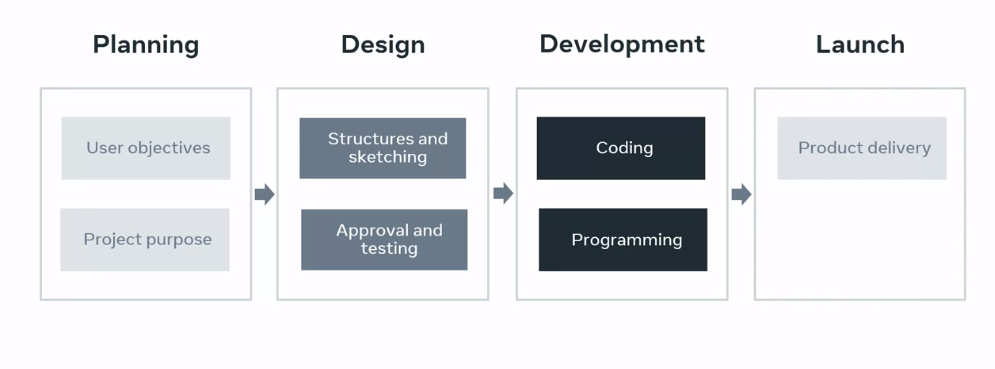 Planning
Design
Development
Launch
User objectives
Project purpose
Structures and
sketching
Approval and
testing
Coding
Programming
Product delivery